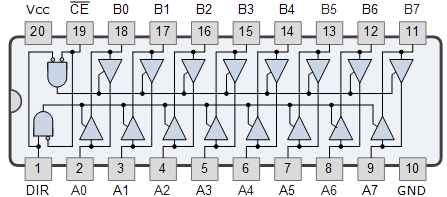 Vcc C̅E̅ B0 B1 B2 B3 B4 B5 B6 B7
20 19 18 17 16 15 14 13 12 11
1 2 3 4 5 6 7 8 9 10
DIR A0 A1 A2 A3 A4 A5 A6 A7 GND